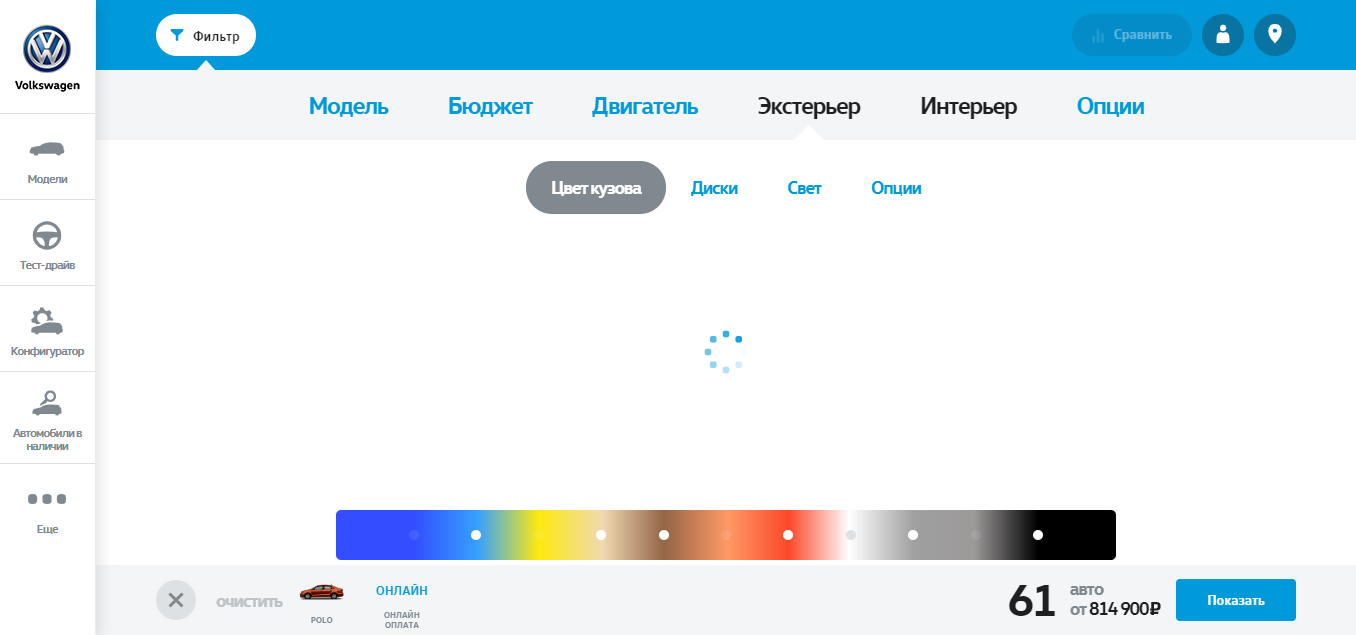 Фильтр
Сравнить
Volkswagen
Модель
Бюджет
Двигатель
Экстерьер
Интерьер
Опции
Модели
Цвет кузова
Диски
Свет
Опции
Тест-драйв
Конфигуратор
Автомобили в
наличии
Еще
ОЧИСТИТЬ
POLO
ОНЛАЙН
ОНЛАЙН
ОПЛАТА
61
авто
от 814 900₽
Показать